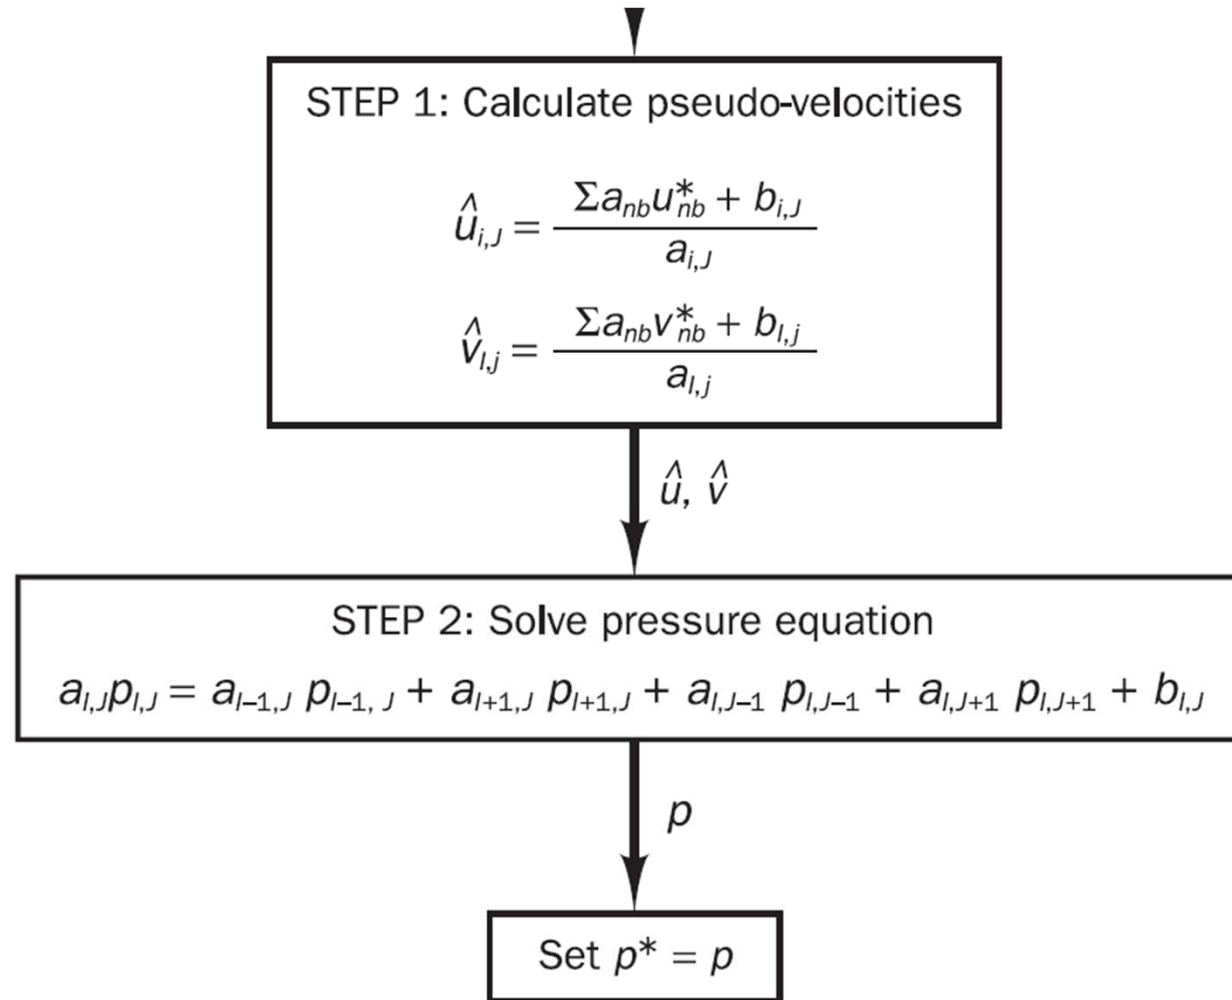 STEP 1: Calculate pseudo-velocities
û_{i,J} = \frac{Σa_{nb}u^*_{nb} + b_{i,J}}{a_{i,J}}
v̂_{I,j} = \frac{Σa_{nb}v^*_{nb} + b_{I,j}}{a_{I,j}}
û, v̂
STEP 2: Solve pressure equation
a_{I,J}p_{I,J} = a_{I–1,J} p_{I–1, J} + a_{I+1,J} p_{I+1,J} + a_{I,J–1} p_{I,J–1} + a_{I,J+1} p_{I,J+1} + b_{I,J}
p
Set p* = p